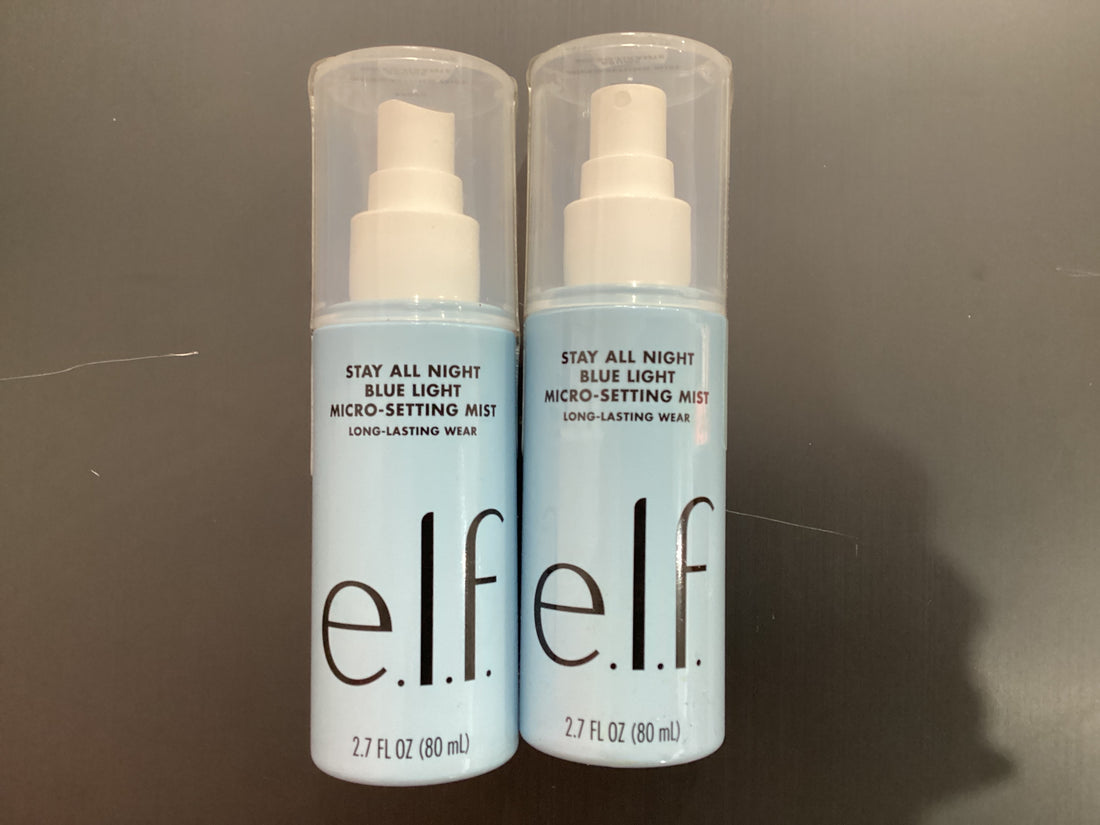 STAY ALL NIGHT
BLUE LIGHT
MICRO-SETTING MIST
LONG-LASTING WEAR
e.l.f.
2.7 FL OZ (80 mL)
STAY ALL NIGHT
BLUE LIGHT
MICRO-SETTING MIST
LONG-LASTING WEAR
e.l.f.
2.7 FL OZ (80 mL)